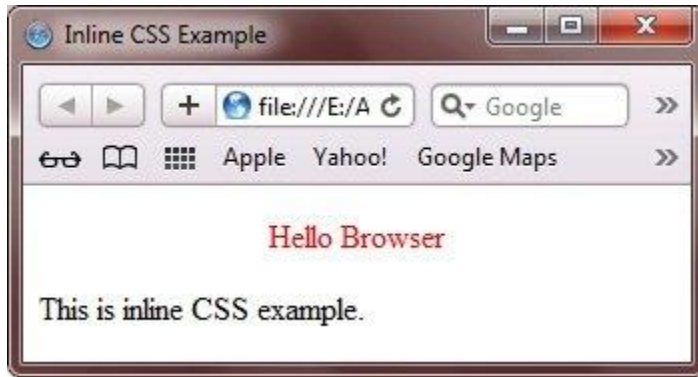 Inline CSS Example
file:///E:/A Google
Apple Yahoo! Google Maps
Hello Browser
This is inline CSS example.